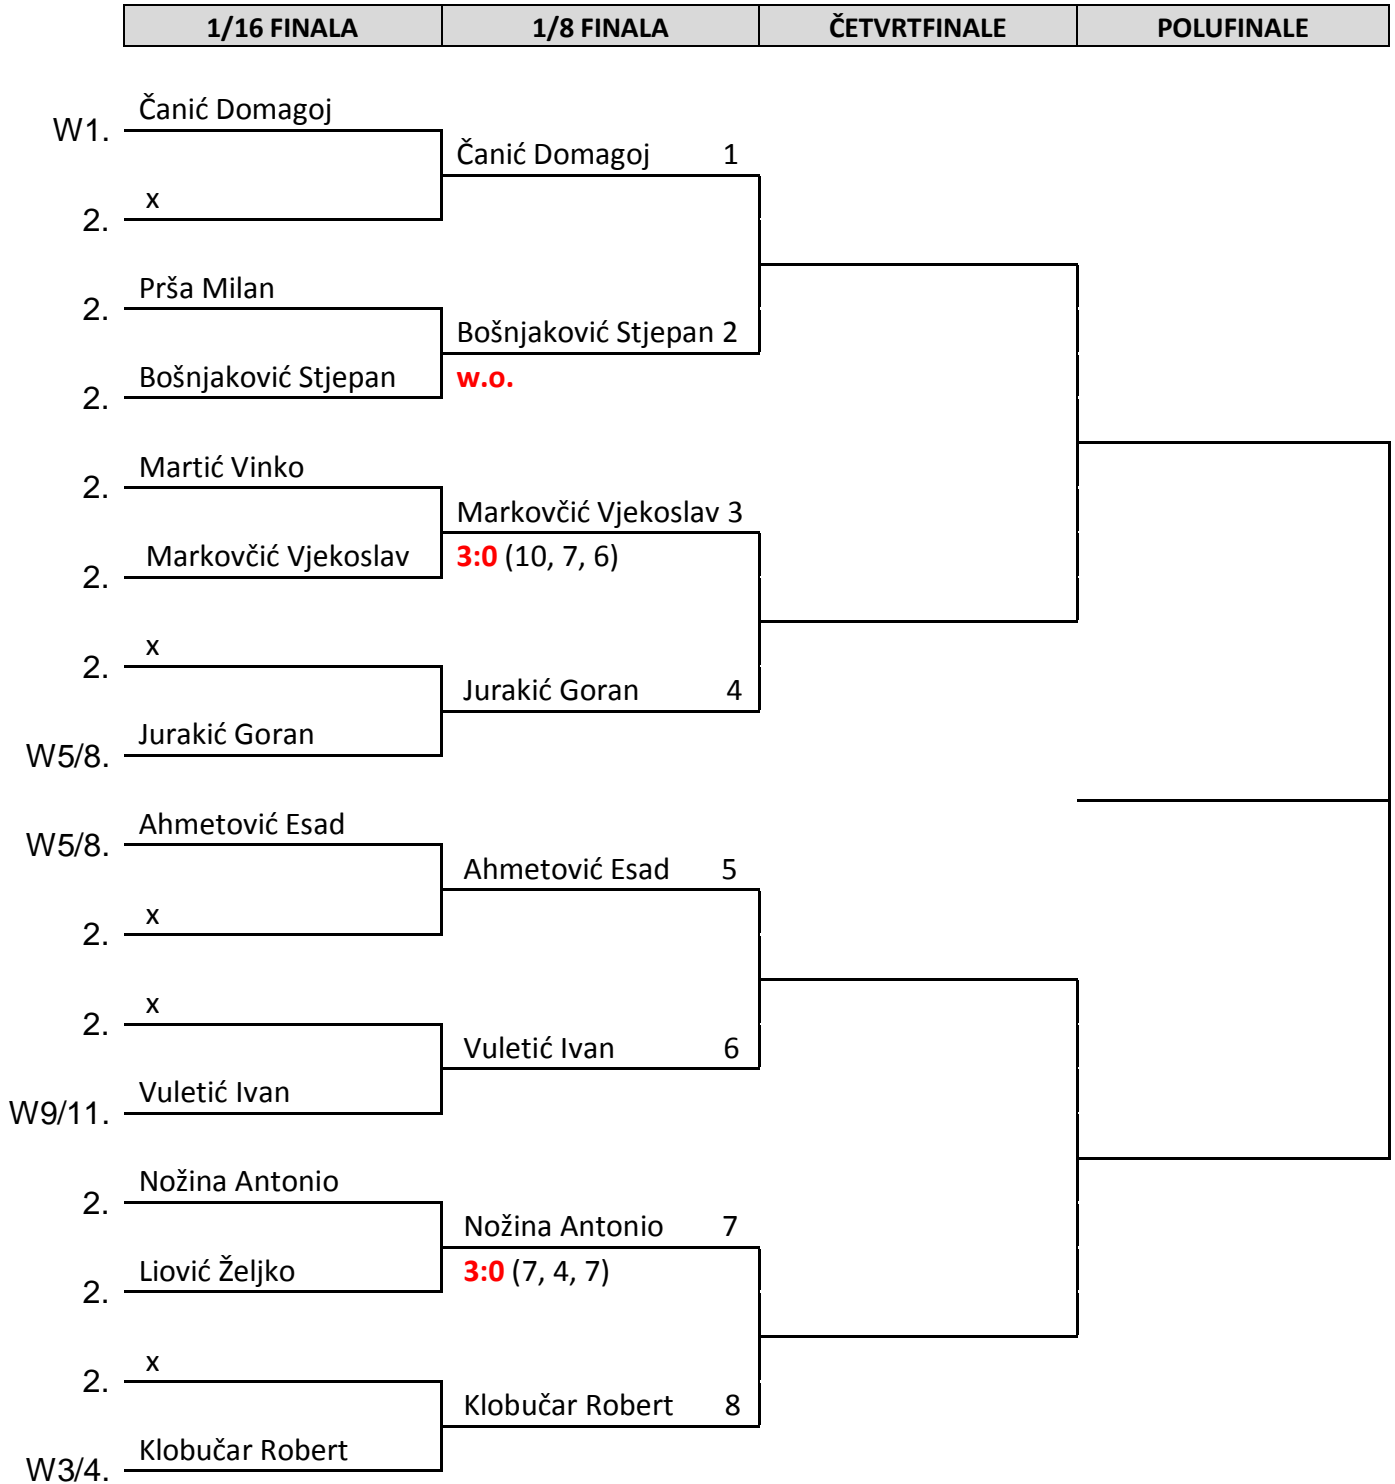 1/16 FINALA 1/8 FINALA ČETVRTFINALE POLUFINALE
Čanić Domagoj
W1.
Čanić Domagoj 1
x
2.
Prša Milan
2.
Bošnjaković Stjepan 2
Bošnjaković Stjepan w.o.
2.
Martić Vinko
2.
Markovčić Vjekoslav 3
Markovčić Vjekoslav 3:0 (10, 7, 6)
2.
x
2.
Jurakić Goran 4
Jurakić Goran
W5/8.
Ahmetović Esad
W5/8.
Ahmetović Esad 5
x
2.
x
2.
Vuletić Ivan 6
Vuletić Ivan
W9/11.
Nožina Antonio
2.
Nožina Antonio 7
Liović Željko 3:0 (7, 4, 7)
2.
x
2.
Klobučar Robert 8
Klobučar Robert
W3/4.